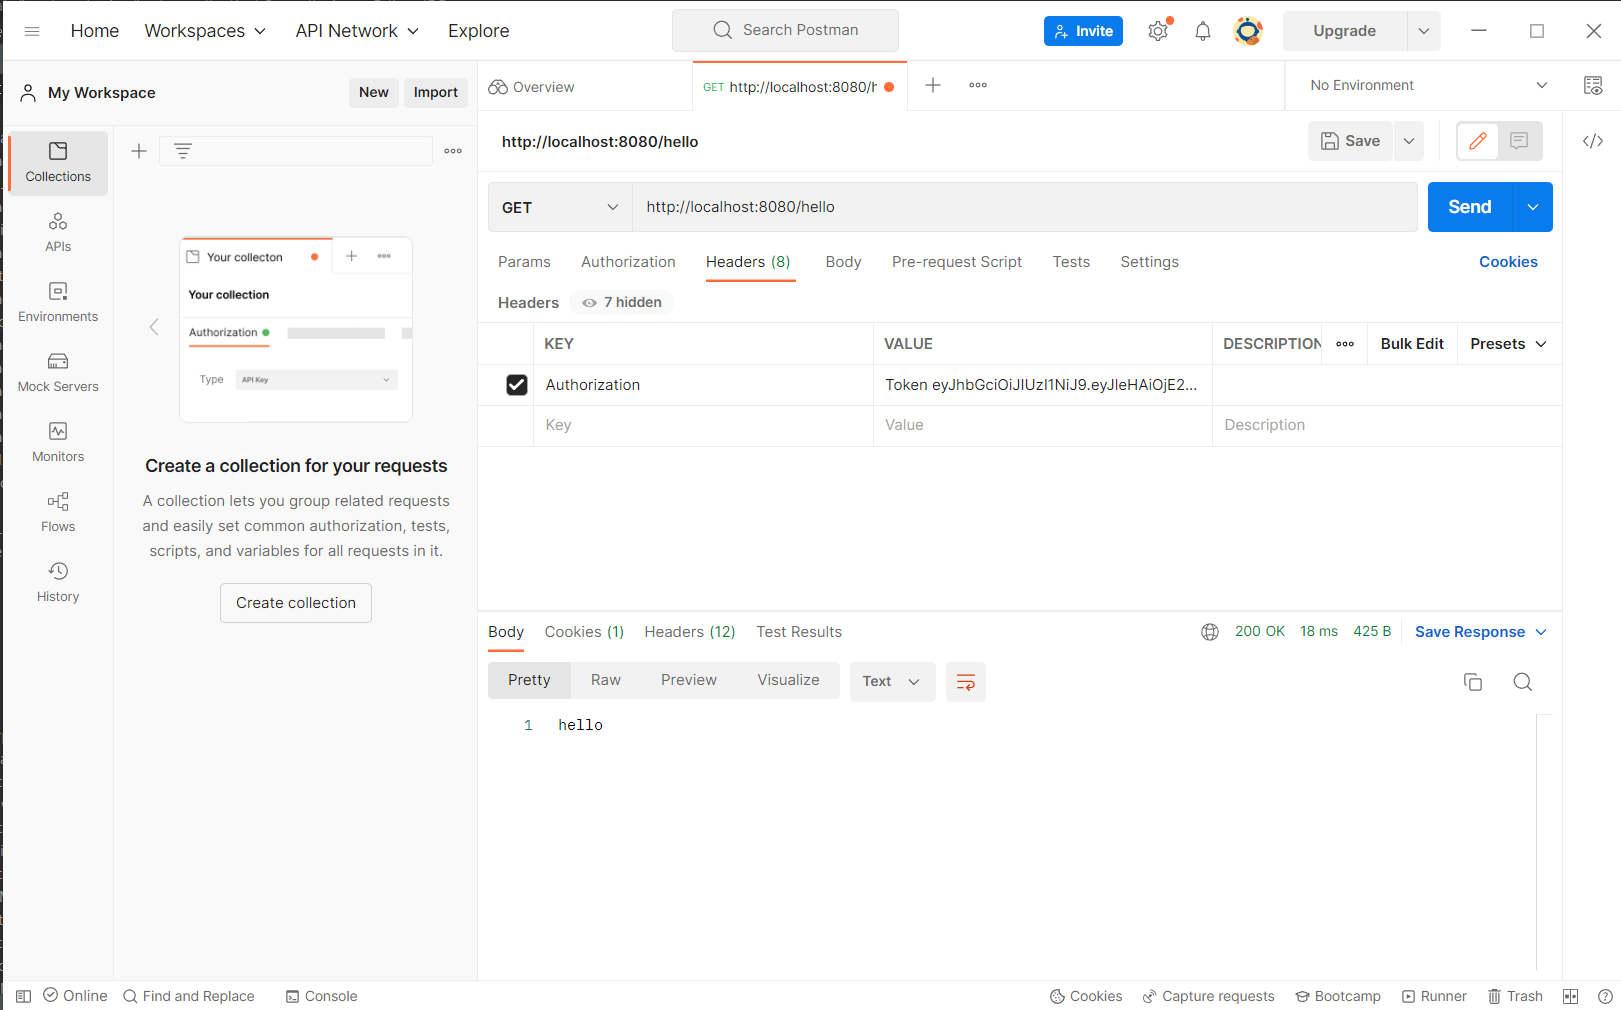 Home Workspaces API Network Explore Search Postman Invite Upgrade
My Workspace New Import
Overview GET http://localhost:8080/h No Environment
Collections
APIs
Environments
Mock Servers
Monitors
Flows
History
Your collecton
Your collection
Authorization
Type API Key
Create a collection for your requests
A collection lets you group related requests
and easily set common authorization, tests,
scripts, and variables for all requests in it.
Create collection
http://localhost:8080/hello Save
GET http://localhost:8080/hello Send
Params Authorization Headers (8) Body Pre-request Script Tests Settings Cookies
Headers 7 hidden
KEY VALUE DESCRIPTION Bulk Edit Presets
Authorization Token eyJhbGciOiJIUzI1NiJ9.eyJleHAiOjE2...
Key Value Description
Body Cookies (1) Headers (12) Test Results 200 OK 18 ms 425 B Save Response
Pretty Raw Preview Visualize Text
1 hello
Online Find and Replace Console Cookies Capture requests Bootcamp Runner Trash